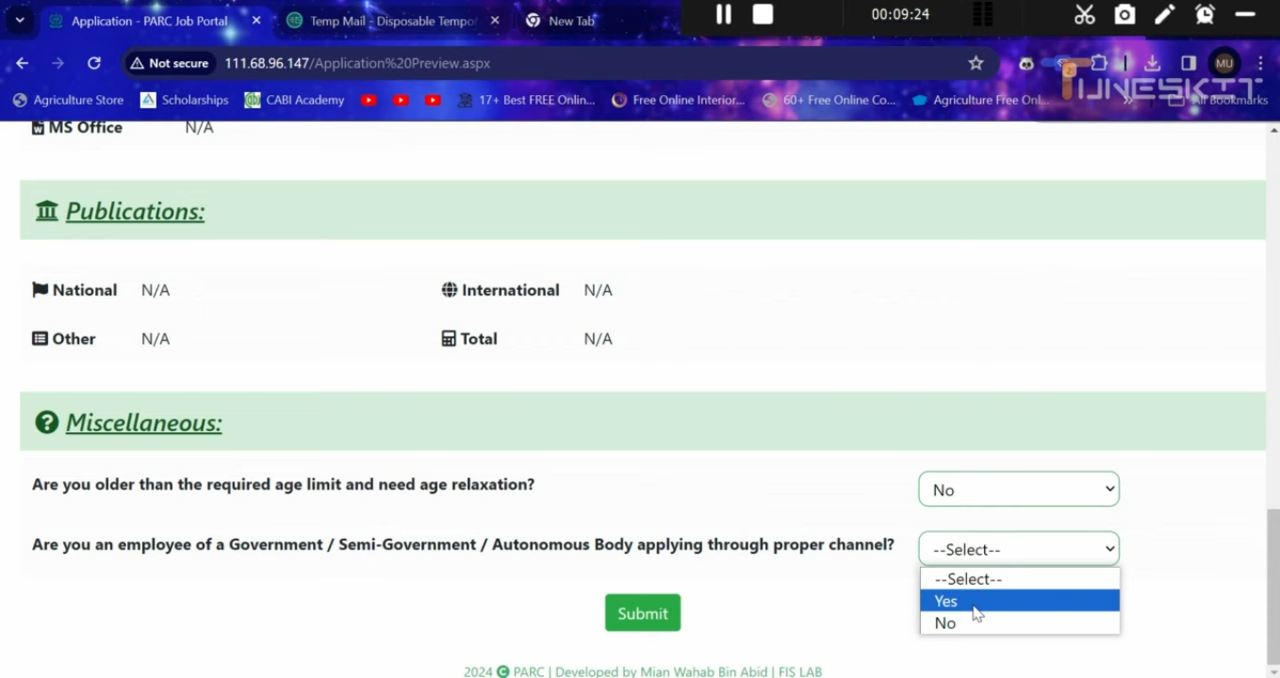 Application - PARC Job Portal
Temp Mail - Disposable Tempo
New Tab
00:09:24
Not secure 111.68.96.147/Application%20Preview.aspx
MU
Agriculture Store
Scholarships
CABI Academy
17+ Best FREE Onlin...
Free Online Interior...
60+ Free Online Co...
Agriculture Free Onl...
All Bookmarks
TUNESKIT
MS Office N/A
Publications:
National N/A International N/A
Other N/A Total N/A
Miscellaneous:
Are you older than the required age limit and need age relaxation? No
Are you an employee of a Government / Semi-Government / Autonomous Body applying through proper channel? --Select--
--Select--
Yes
No
Submit
2024 PARC | Developed by Mian Wahab Bin Abid | FIS LAB